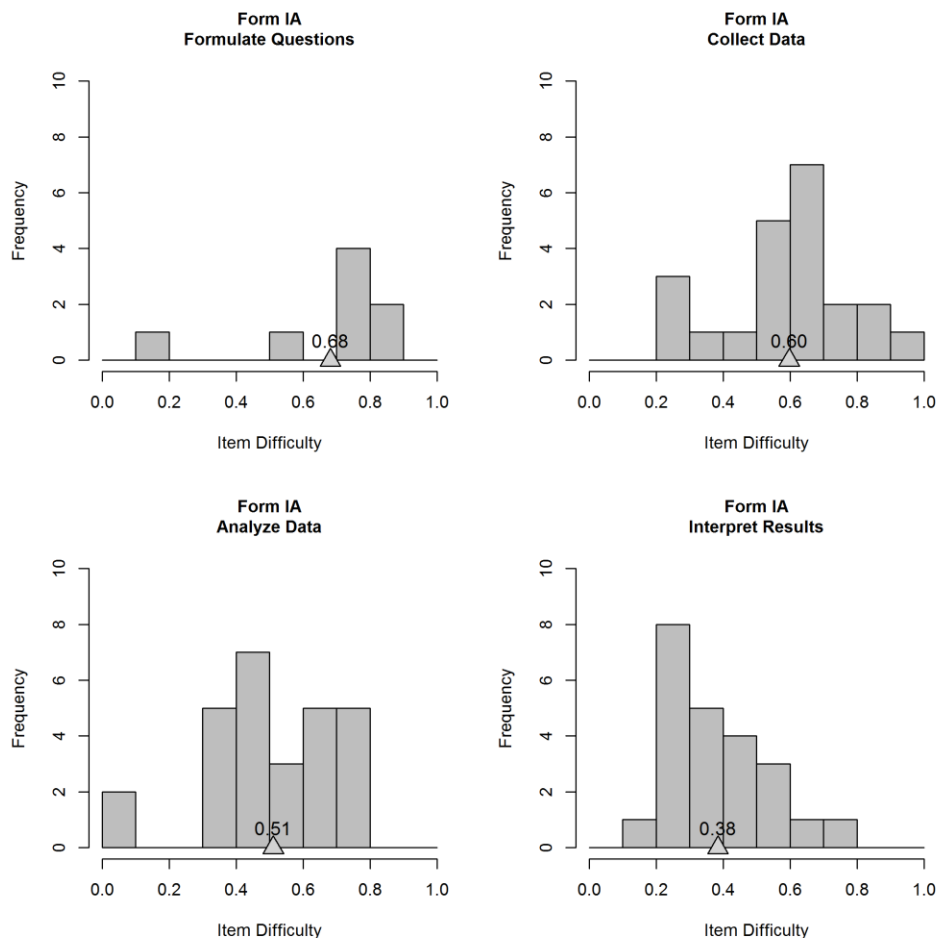 Form IA
Formulate Questions
10
8
6
4
2
0
Frequency
0.68
0.0 0.2 0.4 0.6 0.8 1.0
Item Difficulty
Form IA
Collect Data
10
8
6
4
2
0
Frequency
0.60
0.0 0.2 0.4 0.6 0.8 1.0
Item Difficulty
Form IA
Analyze Data
10
8
6
4
2
0
Frequency
0.51
0.0 0.2 0.4 0.6 0.8 1.0
Item Difficulty
Form IA
Interpret Results
10
8
6
4
2
0
Frequency
0.38
0.0 0.2 0.4 0.6 0.8 1.0
Item Difficulty